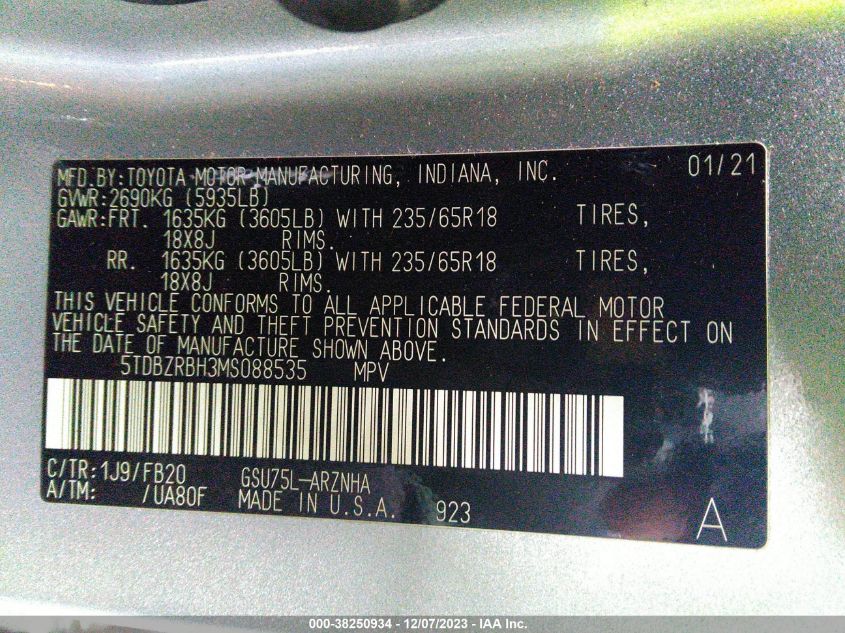 MFD.BY:TOYOTA MOTOR MANUFACTURING, INDIANA, INC. 01/21
GVWR:2690KG (5935LB)
GAWR:FRT. 1635KG (3605LB) WITH 235/65R18 TIRES,
18X8J RIMS.
RR. 1635KG (3605LB) WITH 235/65R18 TIRES,
18X8J RIMS.
THIS VEHICLE CONFORMS TO ALL APPLICABLE FEDERAL MOTOR
VEHICLE SAFETY AND THEFT PREVENTION STANDARDS IN EFFECT ON
THE DATE OF MANUFACTURE SHOWN ABOVE.
5TDBZRBH3MS088535 MPV
C/TR:1J9/FB20 GSU75L-ARZNHA
A/TM: /UA80F MADE IN U.S.A. 923 A
000-38250934 - 12/07/2023 - IAA Inc.